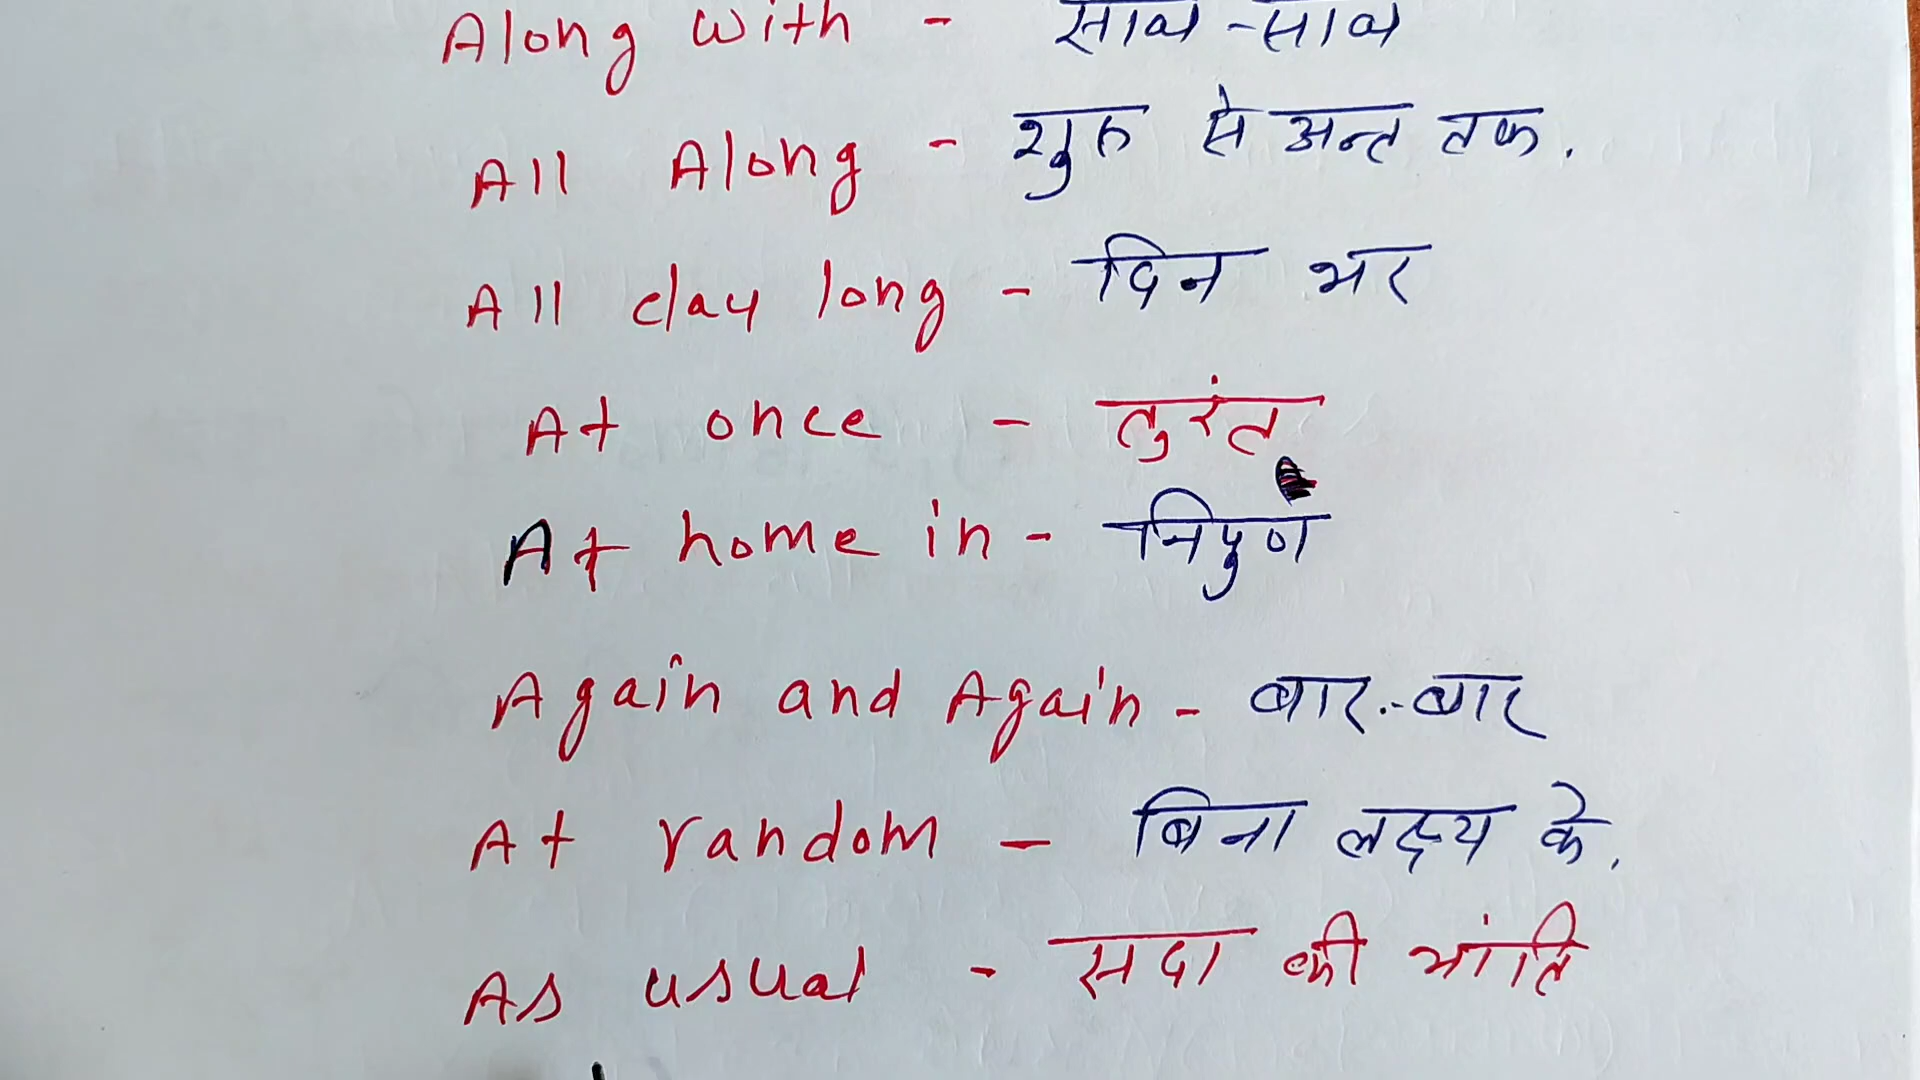 Along with - साथ-साथ
All Along - शुरु से अन्त तक.
All day long - दिन भर
At once - तुरंत
At home in - निपुण
Again and Again - बार-बार
At random - बिना लक्ष्य के.
As usual - सदा की भांति